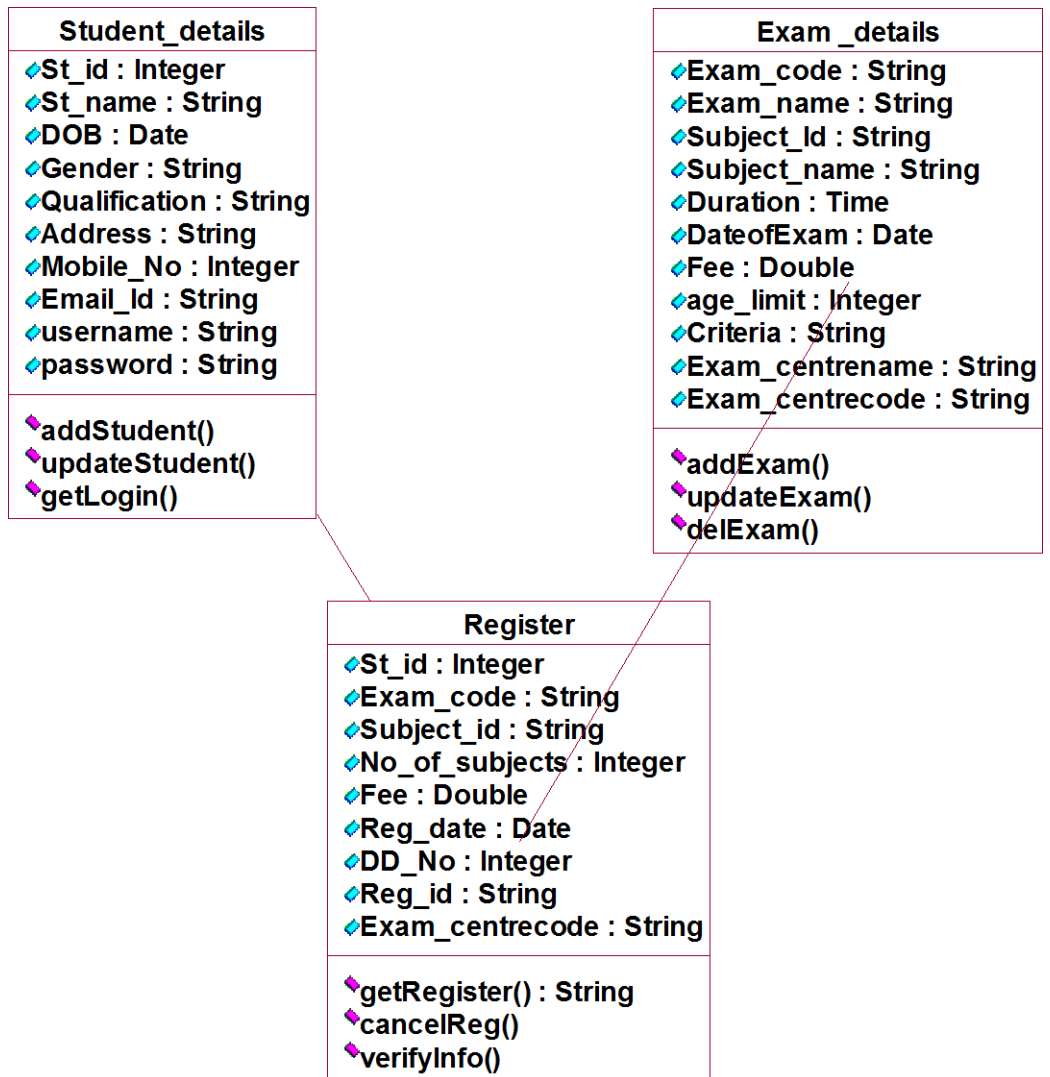 Student_details
St_id : Integer
St_name : String
DOB : Date
Gender : String
Qualification : String
Address : String
Mobile_No : Integer
Email_Id : String
username : String
password : String
addStudent()
updateStudent()
getLogin()
Exam _details
Exam_code : String
Exam_name : String
Subject_Id : String
Subject_name : String
Duration : Time
DateofExam : Date
Fee : Double
age_limit : Integer
Criteria : String
Exam_centrename : String
Exam_centrecode : String
addExam()
updateExam()
delExam()
Register
St_id : Integer
Exam_code : String
Subject_id : String
No_of_subjects : Integer
Fee : Double
Reg_date : Date
DD_No : Integer
Reg_id : String
Exam_centrecode : String
getRegister() : String
cancelReg()
verifyInfo()